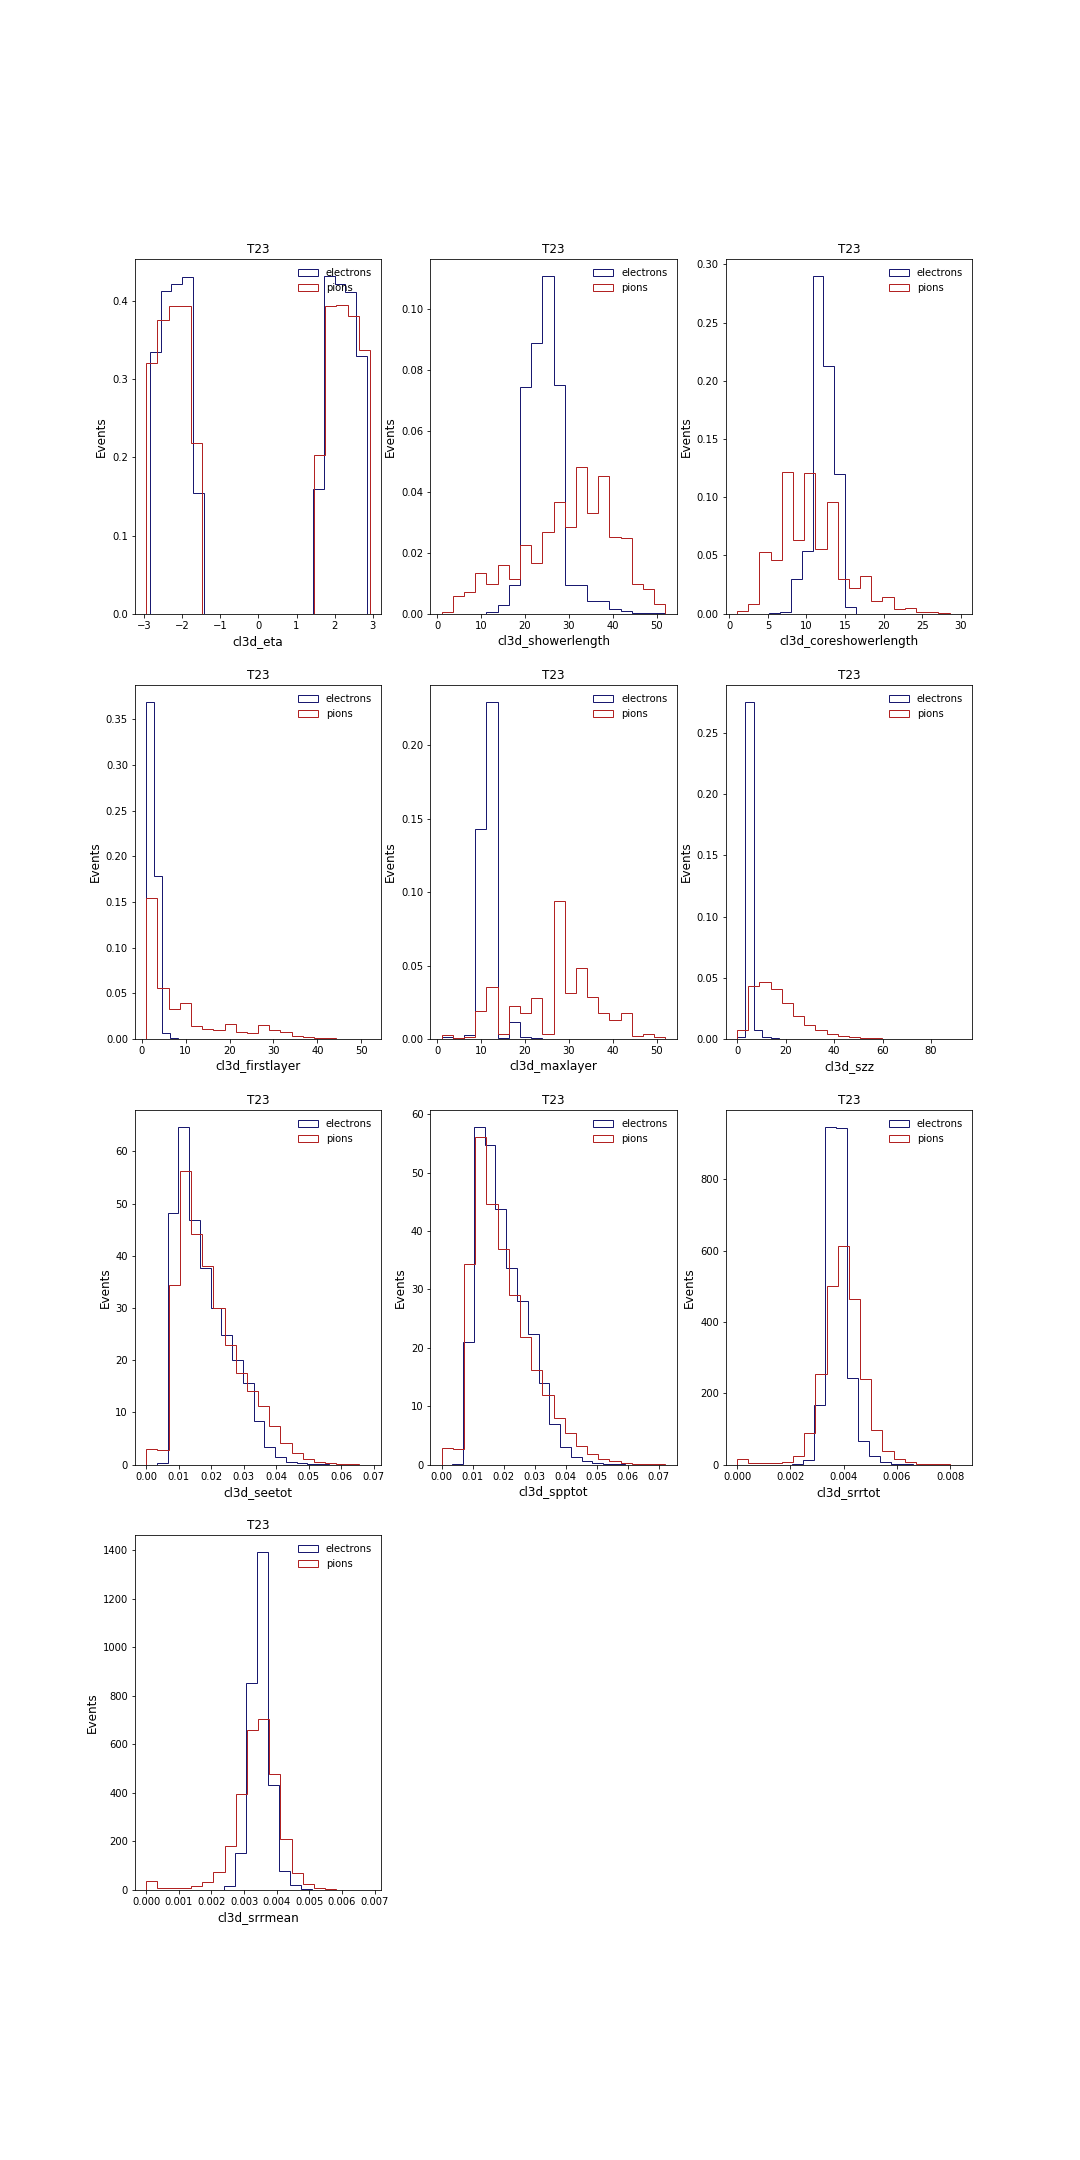 T23 T23 T23
electrons electrons electrons
pions pions pions
Events Events Events
0.0 0.1 0.2 0.3 0.4
−3 −2 −1 0 1 2 3
cl3d_eta
0.00 0.02 0.04 0.06 0.08 0.10
0 10 20 30 40 50
cl3d_showerlength
0.00 0.05 0.10 0.15 0.20 0.25 0.30
0 5 10 15 20 25 30
cl3d_coreshowerlength
T23 T23 T23
electrons electrons electrons
pions pions pions
Events Events Events
0.00 0.05 0.10 0.15 0.20 0.25 0.30 0.35
0 10 20 30 40 50
cl3d_firstlayer
0.00 0.05 0.10 0.15 0.20
0 10 20 30 40 50
cl3d_maxlayer
0.00 0.05 0.10 0.15 0.20 0.25
0 20 40 60 80
cl3d_szz
T23 T23 T23
electrons electrons electrons
pions pions pions
Events Events Events
0 10 20 30 40 50 60
0.00 0.01 0.02 0.03 0.04 0.05 0.06 0.07
cl3d_seetot
0 10 20 30 40 50 60
0.00 0.01 0.02 0.03 0.04 0.05 0.06 0.07
cl3d_spptot
0 200 400 600 800
0.000 0.002 0.004 0.006 0.008
cl3d_srrtot
T23
electrons
pions
Events
0 200 400 600 800 1000 1200 1400
0.000 0.001 0.002 0.003 0.004 0.005 0.006 0.007
cl3d_srrmean